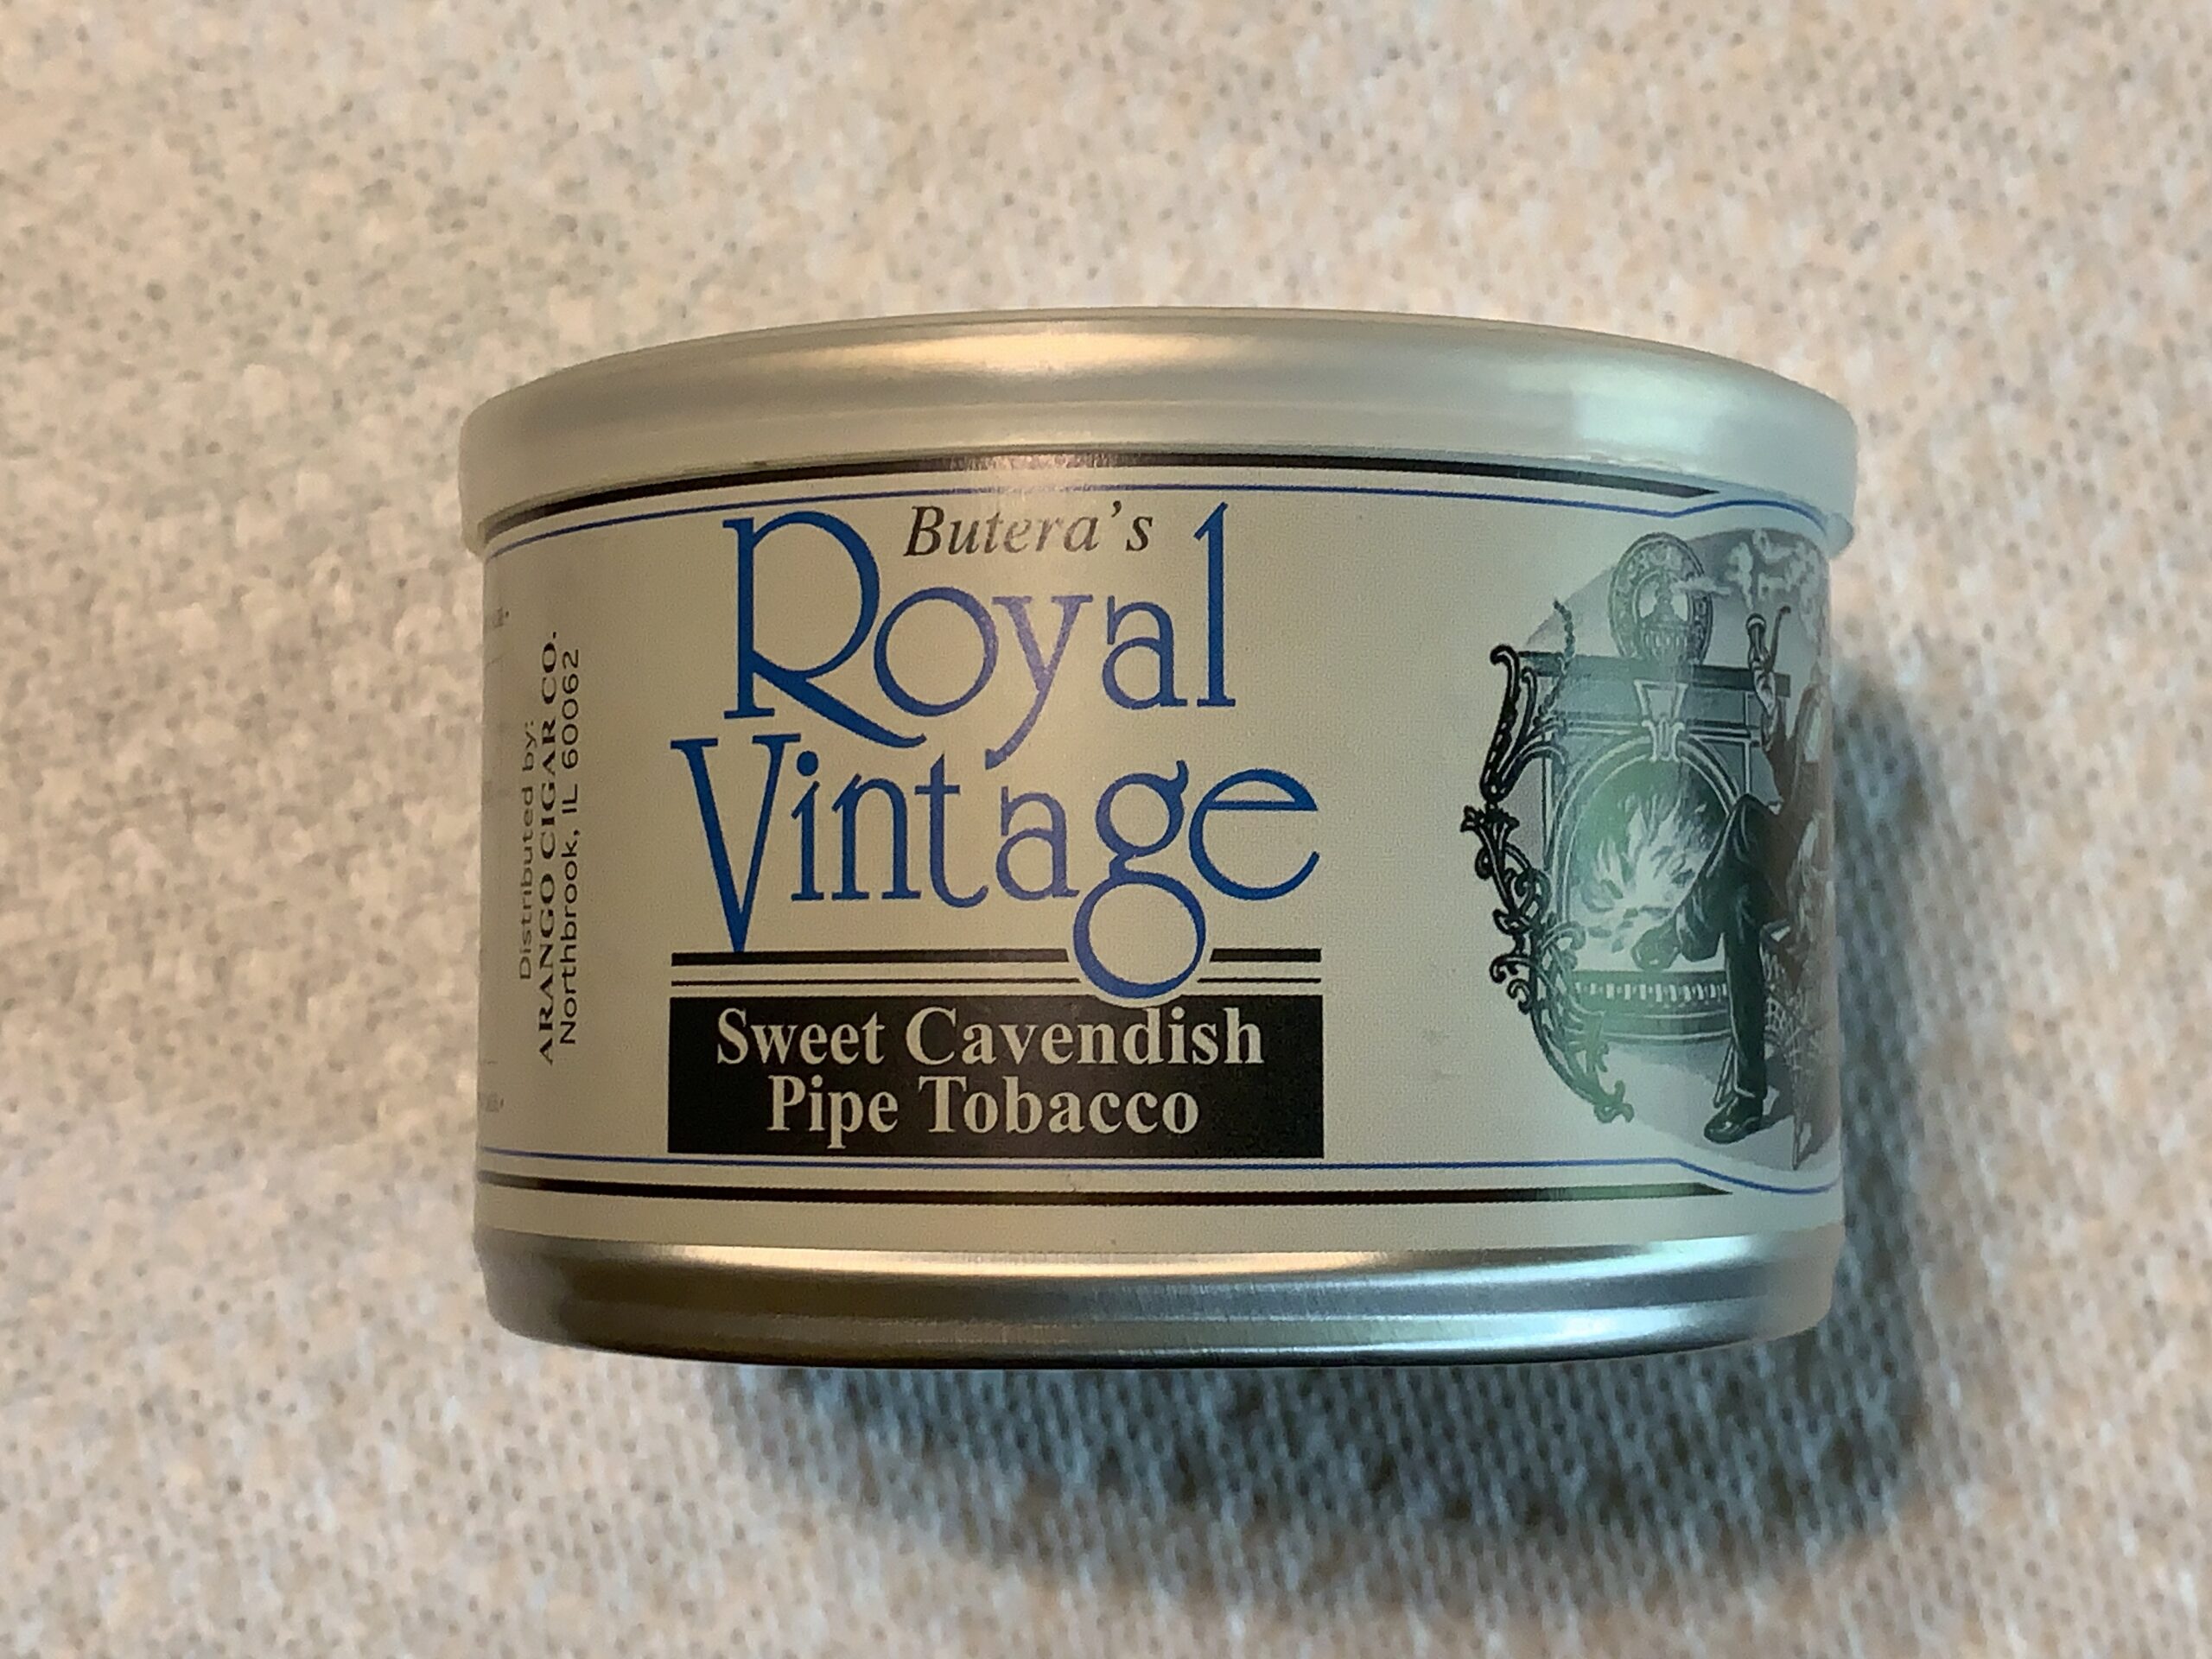 Butera's
Royal
Vintage
Sweet Cavendish
Pipe Tobacco
Distributed by:
ARANGO CIGAR CO.
Northbrook, IL 60062